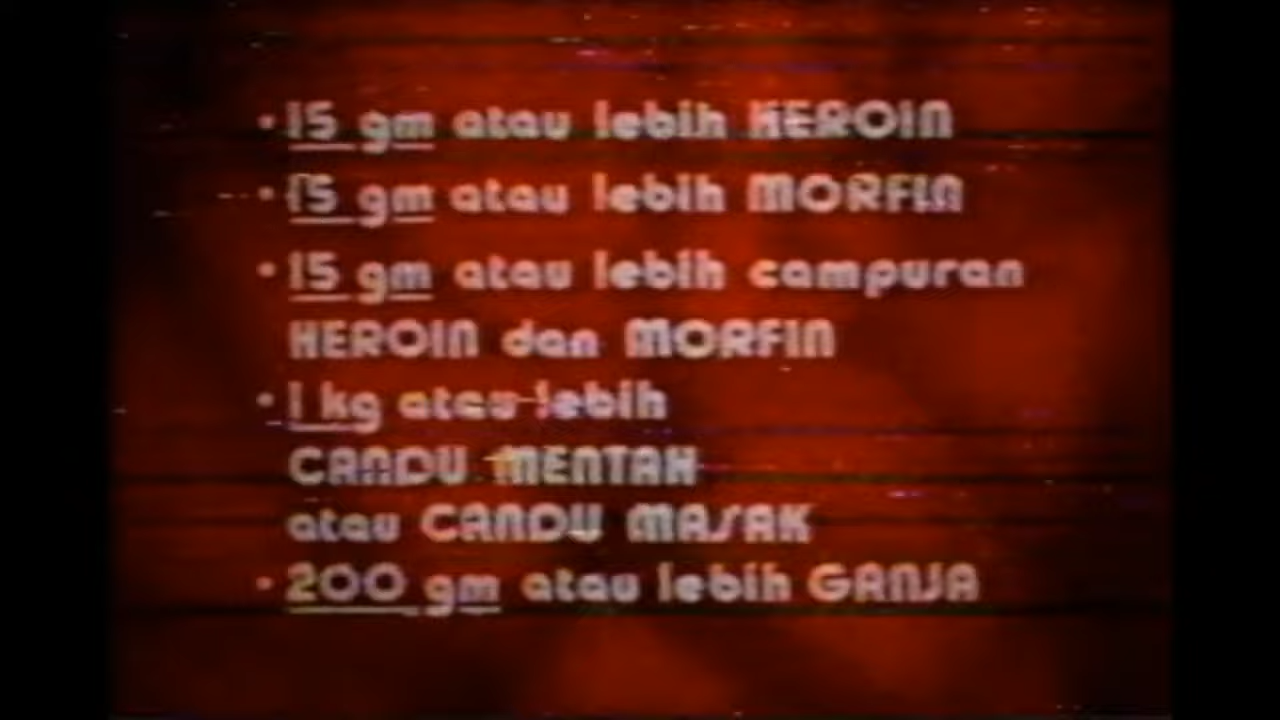 • 15 gm atau lebih HEROIN
• 15 gm atau lebih MORFIN
• 15 gm atau lebih campuran
HEROIN dan MORFIN
• 1 kg atau lebih
CANDU MENTAH
atau CANDU MASAK
• 200 gm atau lebih GANJA